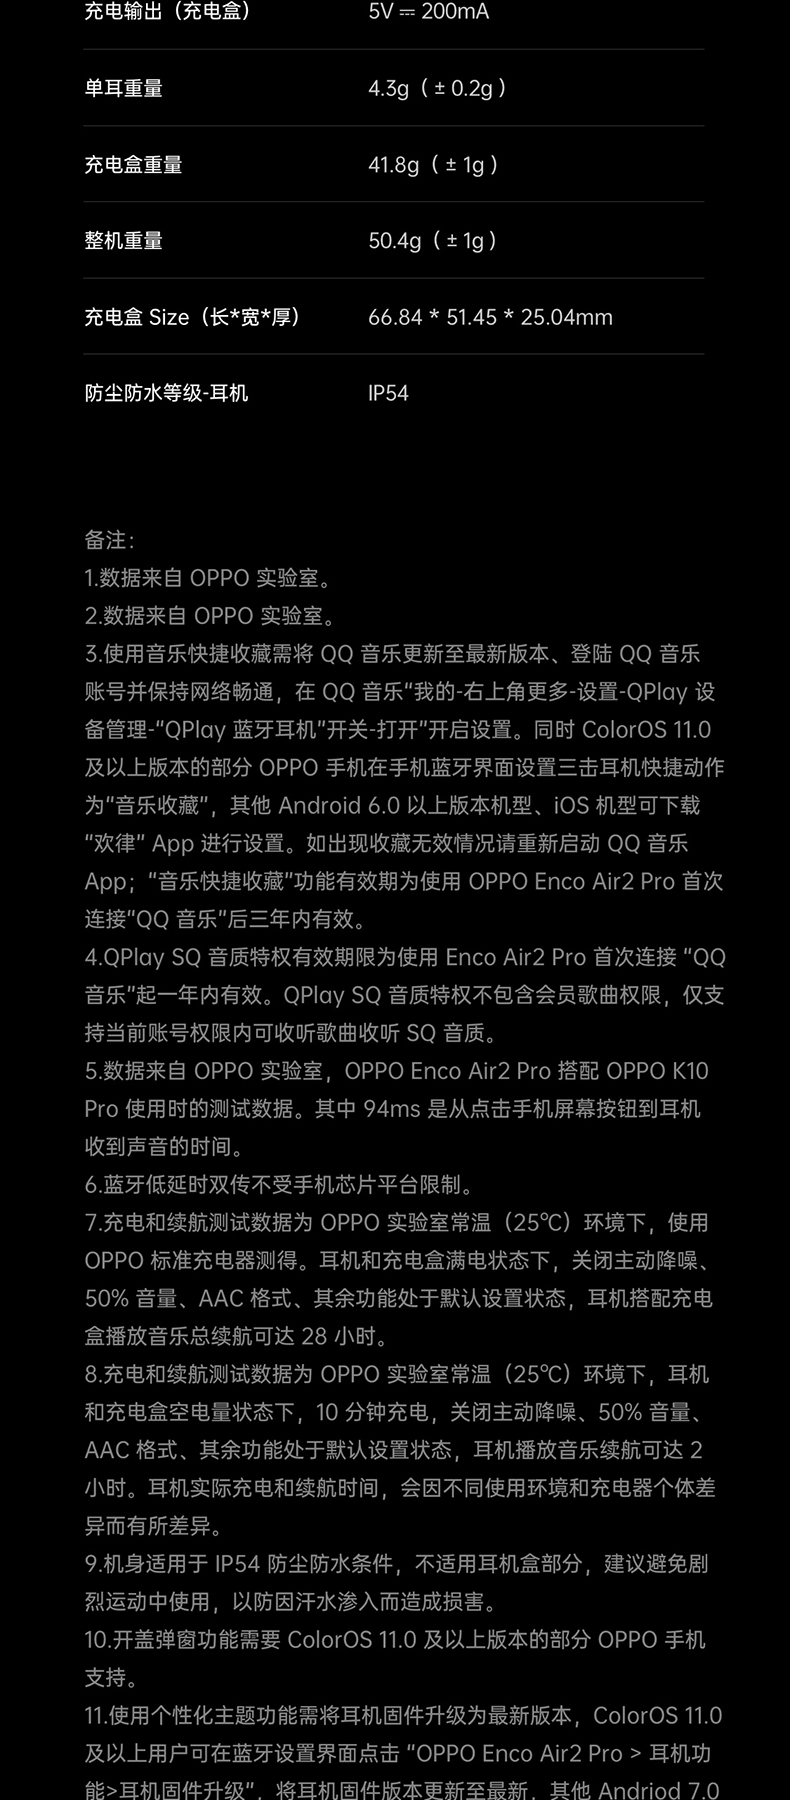 充电输出（充电盒） 5V ⎓ 200mA
单耳重量 4.3g（ ± 0.2g ）
充电盒重量 41.8g（ ± 1g ）
整机重量 50.4g（ ± 1g ）
充电盒 Size（长*宽*厚） 66.84 * 51.45 * 25.04mm
防尘防水等级-耳机 IP54
备注：
1.数据来自 OPPO 实验室。
2.数据来自 OPPO 实验室。
3.使用音乐快捷收藏需将 QQ 音乐更新至最新版本、登陆 QQ 音乐
账号并保持网络畅通，在 QQ 音乐“我的-右上角更多-设置-QPlay 设
备管理-“QPlay 蓝牙耳机”开关-打开”开启设置。同时 ColorOS 11.0
及以上版本的部分 OPPO 手机在手机蓝牙界面设置三击耳机快捷动作
为“音乐收藏”，其他 Android 6.0 以上版本机型、iOS 机型可下载
“欢律” App 进行设置。如出现收藏无效情况请重新启动 QQ 音乐
App；“音乐快捷收藏”功能有效期为使用 OPPO Enco Air2 Pro 首次
连接“QQ 音乐”后三年内有效。
4.QPlay SQ 音质特权有效期限为使用 Enco Air2 Pro 首次连接 “QQ
音乐”起一年内有效。QPlay SQ 音质特权不包含会员歌曲权限，仅支
持当前账号权限内可收听歌曲收听 SQ 音质。
5.数据来自 OPPO 实验室，OPPO Enco Air2 Pro 搭配 OPPO K10
Pro 使用时的测试数据。其中 94ms 是从点击手机屏幕按钮到耳机
收到声音的时间。
6.蓝牙低延时双传不受手机芯片平台限制。
7.充电和续航测试数据为 OPPO 实验室常温（25℃）环境下，使用
OPPO 标准充电器测得。耳机和充电盒满电状态下，关闭主动降噪、
50% 音量、AAC 格式、其余功能处于默认设置状态，耳机搭配充电
盒播放音乐总续航可达 28 小时。
8.充电和续航测试数据为 OPPO 实验室常温（25℃）环境下，耳机
和充电盒空电量状态下，10 分钟充电，关闭主动降噪、50% 音量、
AAC 格式、其余功能处于默认设置状态，耳机播放音乐续航可达 2
小时。耳机实际充电和续航时间，会因不同使用环境和充电器个体差
异而有所差异。
9.机身适用于 IP54 防尘防水条件，不适用耳机盒部分，建议避免剧
烈运动中使用，以防因汗水渗入而造成损害。
10.开盖弹窗功能需要 ColorOS 11.0 及以上版本的部分 OPPO 手机
支持。
11.使用个性化主题功能需将耳机固件升级为最新版本，ColorOS 11.0
及以上用户可在蓝牙设置界面点击 “OPPO Enco Air2 Pro > 耳机功
能>耳机固件升级”，将耳机固件版本更新至最新，其他 Andriod 7.0